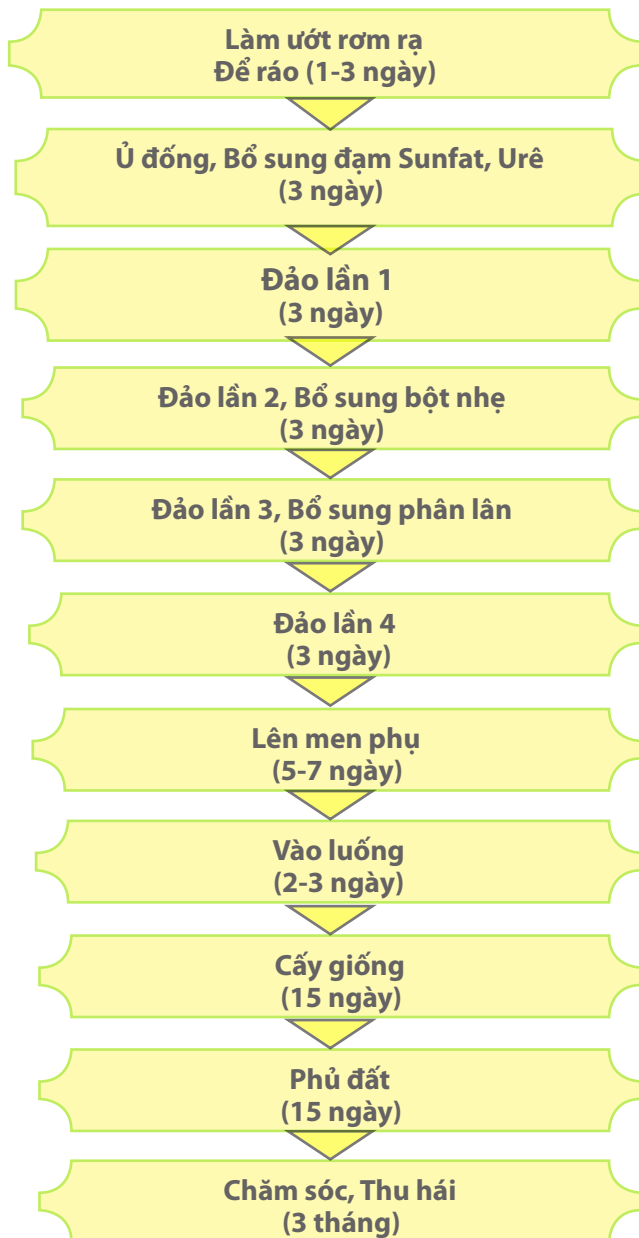 Làm ướt rơm rạ
Để ráo (1-3 ngày)
Ủ đống, Bổ sung đạm Sunfat, Urê
(3 ngày)
Đảo lần 1
(3 ngày)
Đảo lần 2, Bổ sung bột nhẹ
(3 ngày)
Đảo lần 3, Bổ sung phân lân
(3 ngày)
Đảo lần 4
(3 ngày)
Lên men phụ
(5-7 ngày)
Vào luống
(2-3 ngày)
Cấy giống
(15 ngày)
Phủ đất
(15 ngày)
Chăm sóc, Thu hái
(3 tháng)